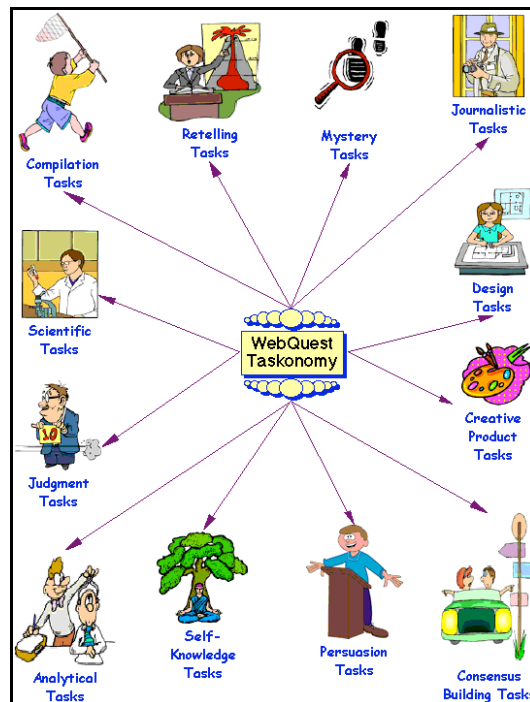 Retelling
Tasks
Mystery
Tasks
Journalistic
Tasks
Compilation
Tasks
Design
Tasks
Scientific
Tasks
WebQuest
Taskonomy
Creative
Product
Tasks
10
Judgment
Tasks
Self-
Knowledge
Tasks
Persuasion
Tasks
Analytical
Tasks
Consensus
Building Tasks